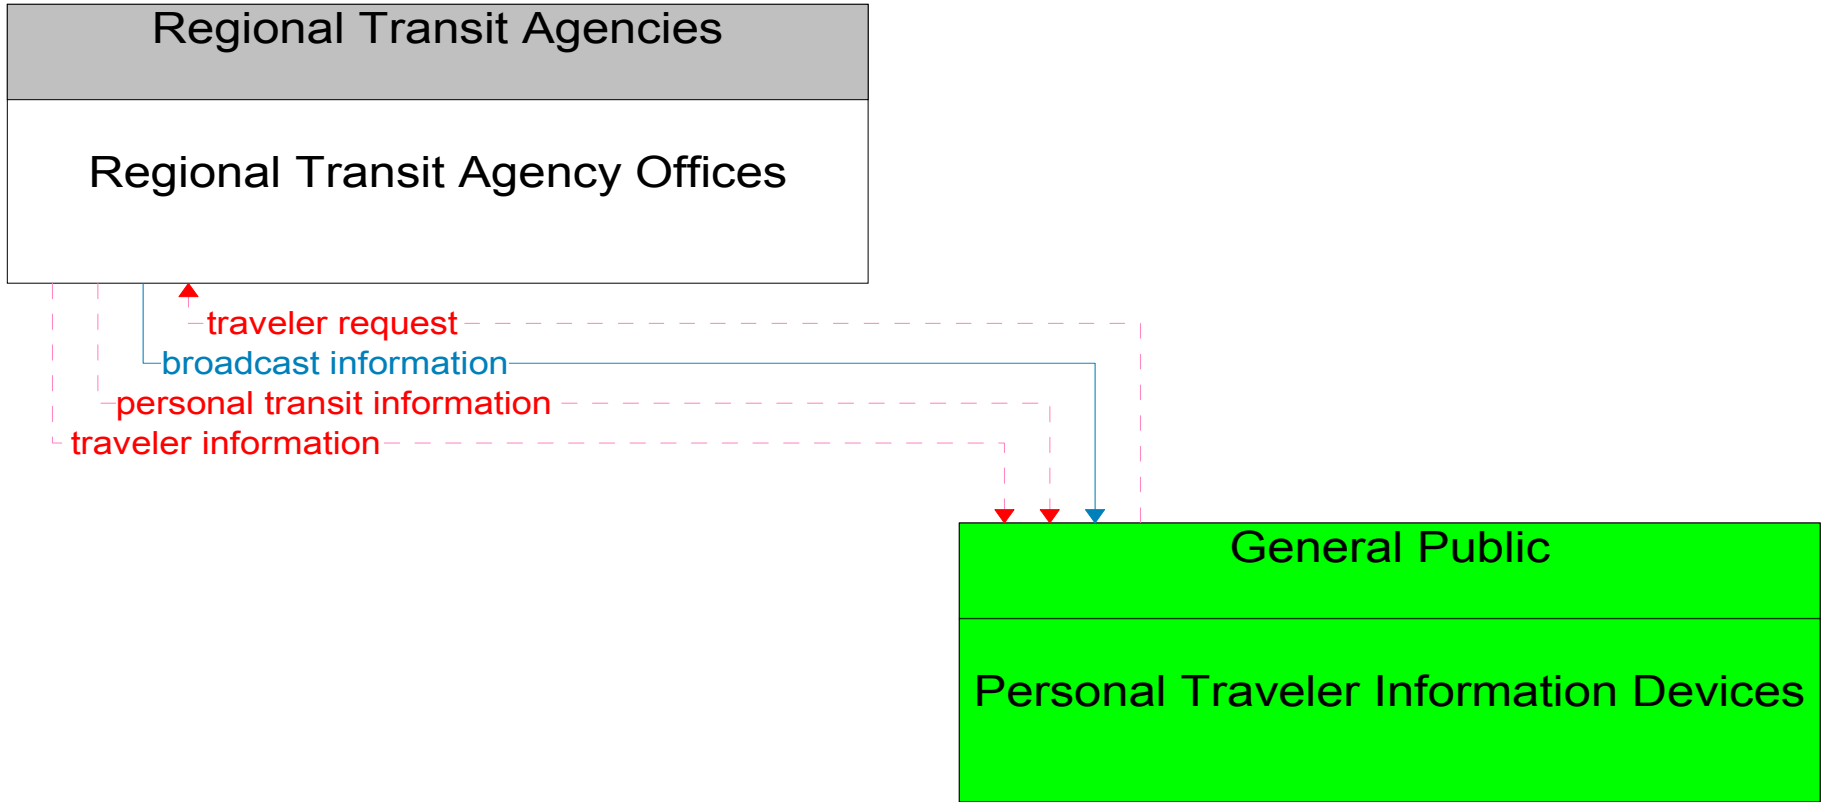 Regional Transit Agencies
Regional Transit Agency Offices
traveler request
broadcast information
personal transit information
traveler information
General Public
Personal Traveler Information Devices